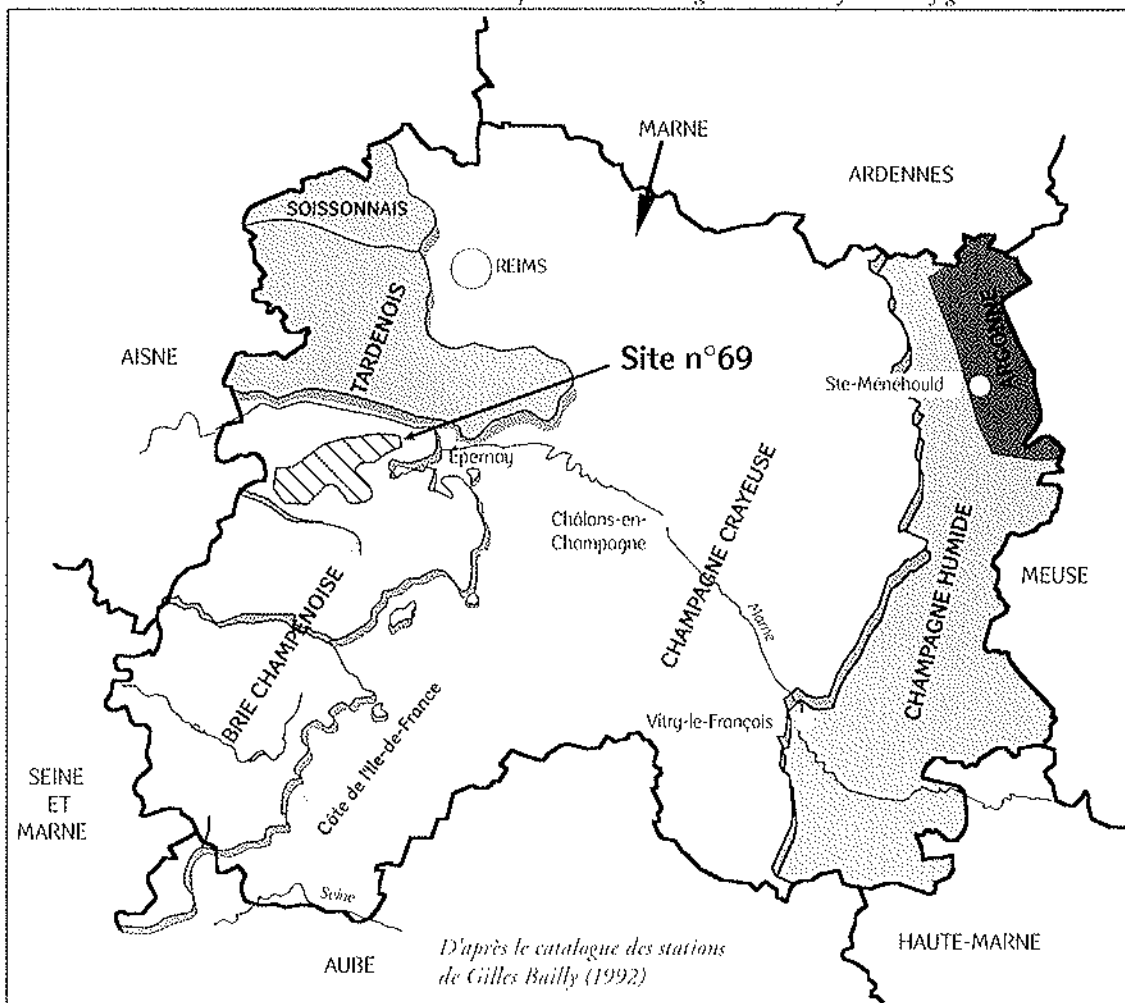 MARNE
ARDENNES
SOISSONNAIS
REIMS
TARDENOIS
AISNE
Site n°69
ARGONNE
Ste-Ménéhould
Epernay
Châlons-en-
Champagne
CHAMPAGNE CRAYEUSE
Marne
CHAMPAGNE HUMIDE
MEUSE
BRIE CHAMPENOISE
Vitry-le-François
Côte de l'Ile-de-France
SEINE
ET
MARNE
Seine
AUBE
D'après le catalogue des stations
de Gilles Bailly (1992)
HAUTE-MARNE